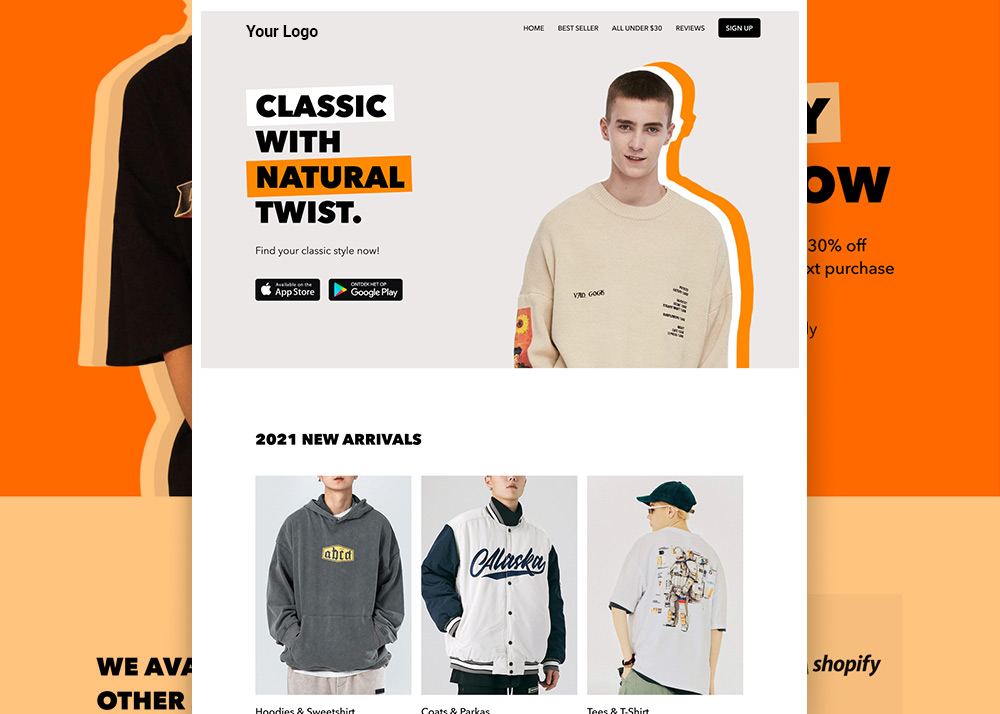 Your Logo
HOME
BEST SELLER
ALL UNDER $30
REVIEWS
SIGN UP
CLASSIC
WITH
NATURAL
TWIST.
Find your classic style now!
Available on the
App Store
ONTDEK HET OP
Google Play
VAN GOGH
2021 NEW ARRIVALS
abcd
Alaska
Hoodies & Sweetshirt
Coats & Parkas
Tees & T-Shirt
Y
OW
30% off
xt purchase
ly
WE AVA
OTHER
shopify